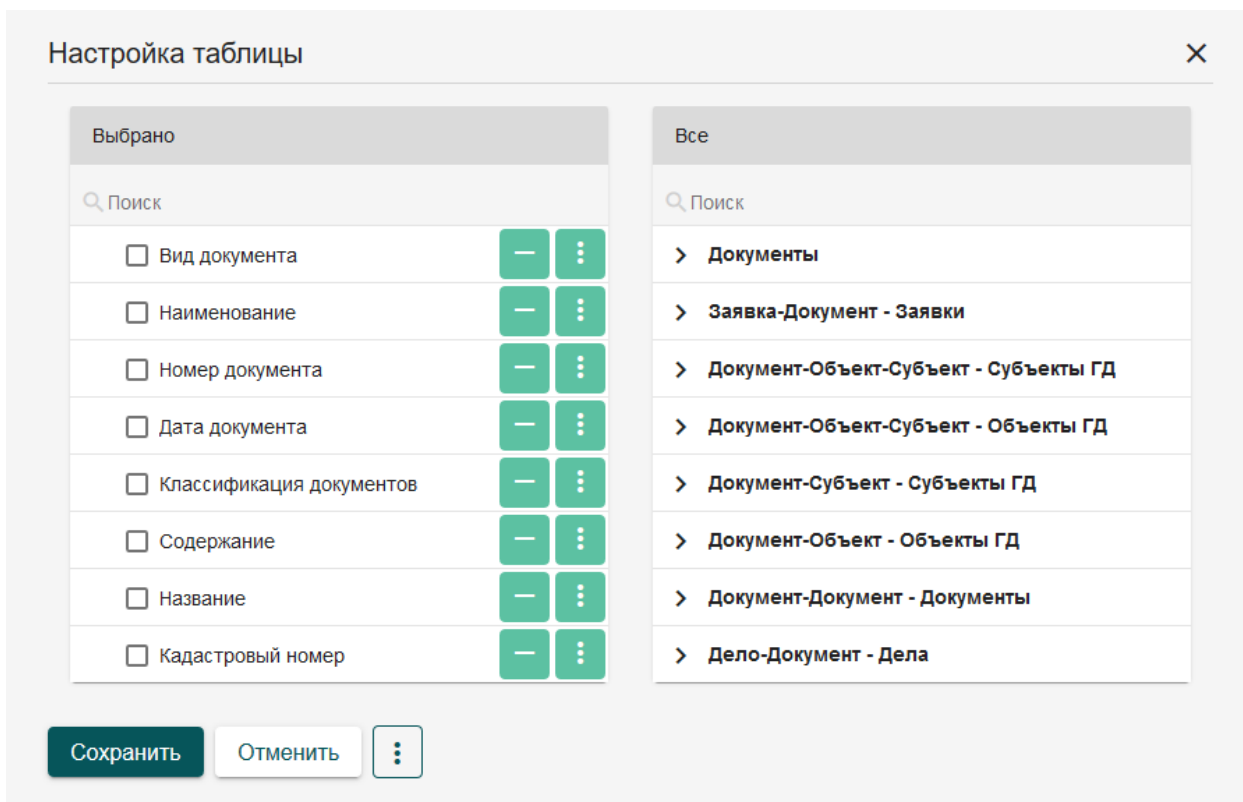 Настройка таблицы
Выбрано
Поиск
Вид документа
Наименование
Номер документа
Дата документа
Классификация документов
Содержание
Название
Кадастровый номер
Все
Поиск
Документы
Заявка-Документ - Заявки
Документ-Объект-Субъект - Субъекты ГД
Документ-Объект-Субъект - Объекты ГД
Документ-Субъект - Субъекты ГД
Документ-Объект - Объекты ГД
Документ-Документ - Документы
Дело-Документ - Дела
Сохранить
Отменить